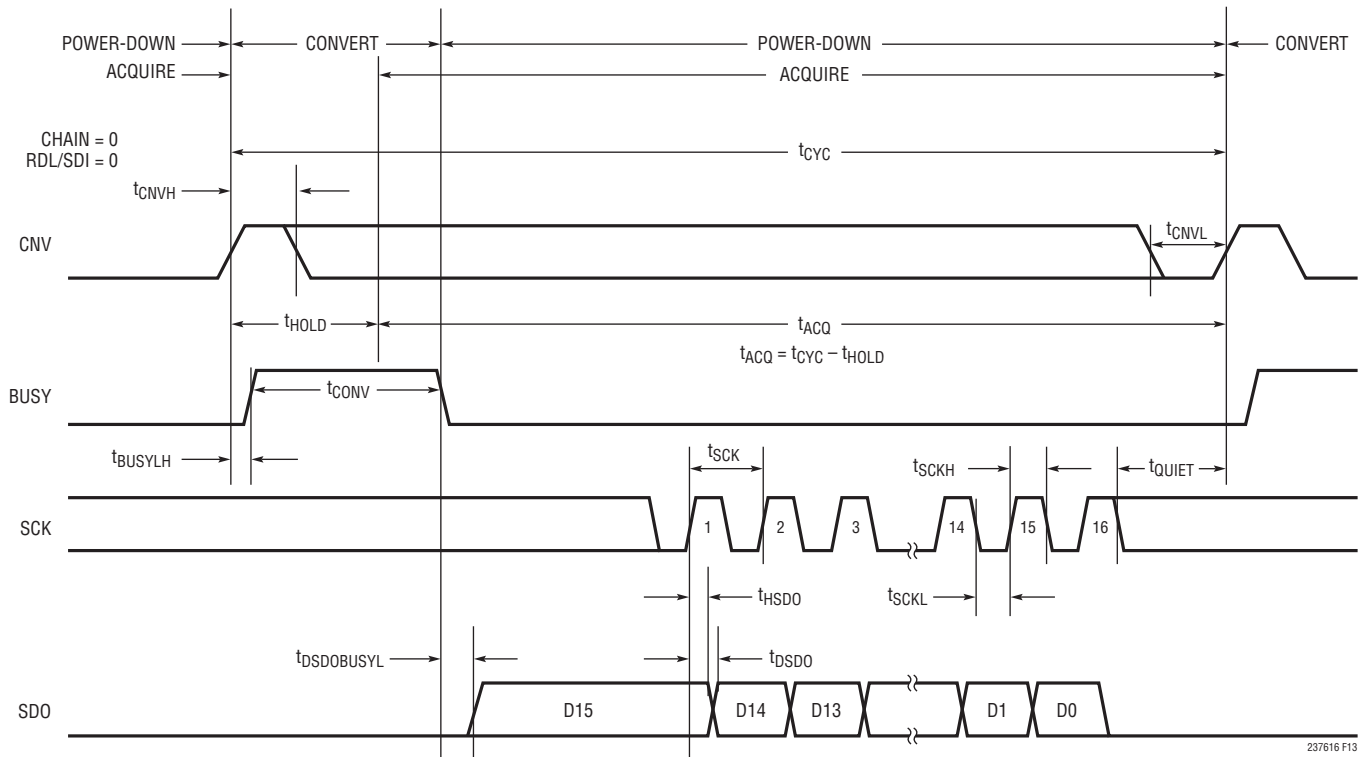 POWER-DOWN CONVERT POWER-DOWN CONVERT
ACQUIRE ACQUIRE
CHAIN = 0
RDL/SDI = 0
tCYC
tCNVH
CNV
tCNVL
tHOLD tACQ
tACQ = tCYC – tHOLD
BUSY
tCONV
tBUSYLH
tSCK tSCKH tQUIET
SCK 1 2 3 14 15 16
tHSDO tSCKL
tDSDOBUSYL tDSDO
SDO D15 D14 D13 D1 D0
237616 F13